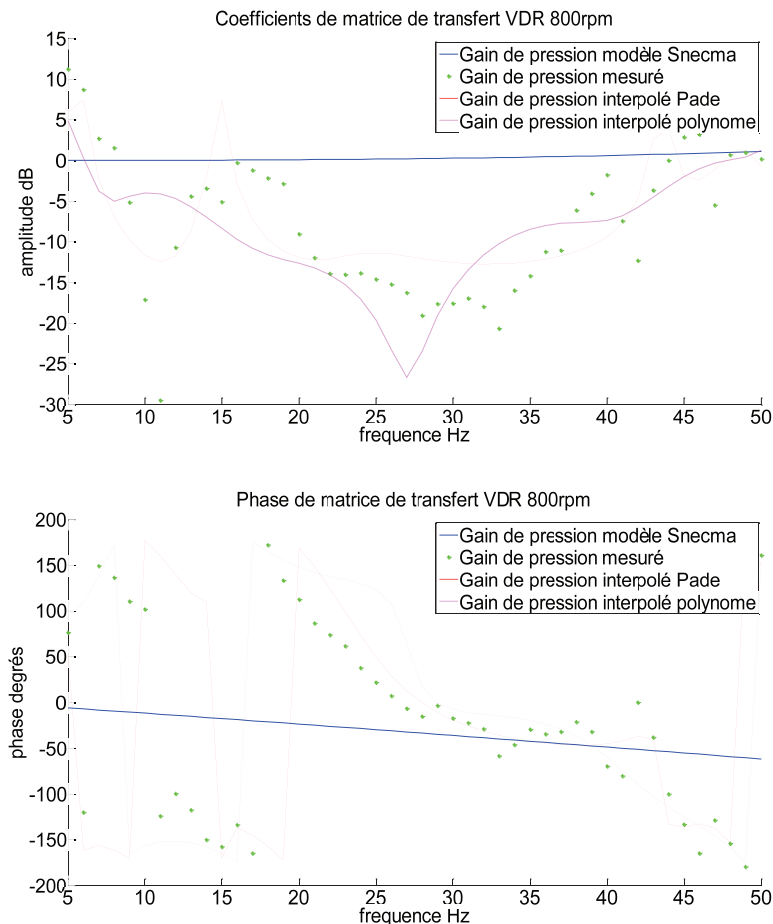 Coefficients de matrice de transfert VDR 800rpm
15
10
5
0
-5
-10
-15
-20
-25
-30
amplitude dB
Gain de pression modèle Snecma
Gain de pression mesuré
Gain de pression interpolé Pade
Gain de pression interpolé polynome
5 10 15 20 25 30 35 40 45 50
frequence Hz
Phase de matrice de transfert VDR 800rpm
200
150
100
50
0
-50
-100
-150
-200
phase degrés
Gain de pression modèle Snecma
Gain de pression mesuré
Gain de pression interpolé Pade
Gain de pression interpolé polynome
5 10 15 20 25 30 35 40 45 50
frequence Hz